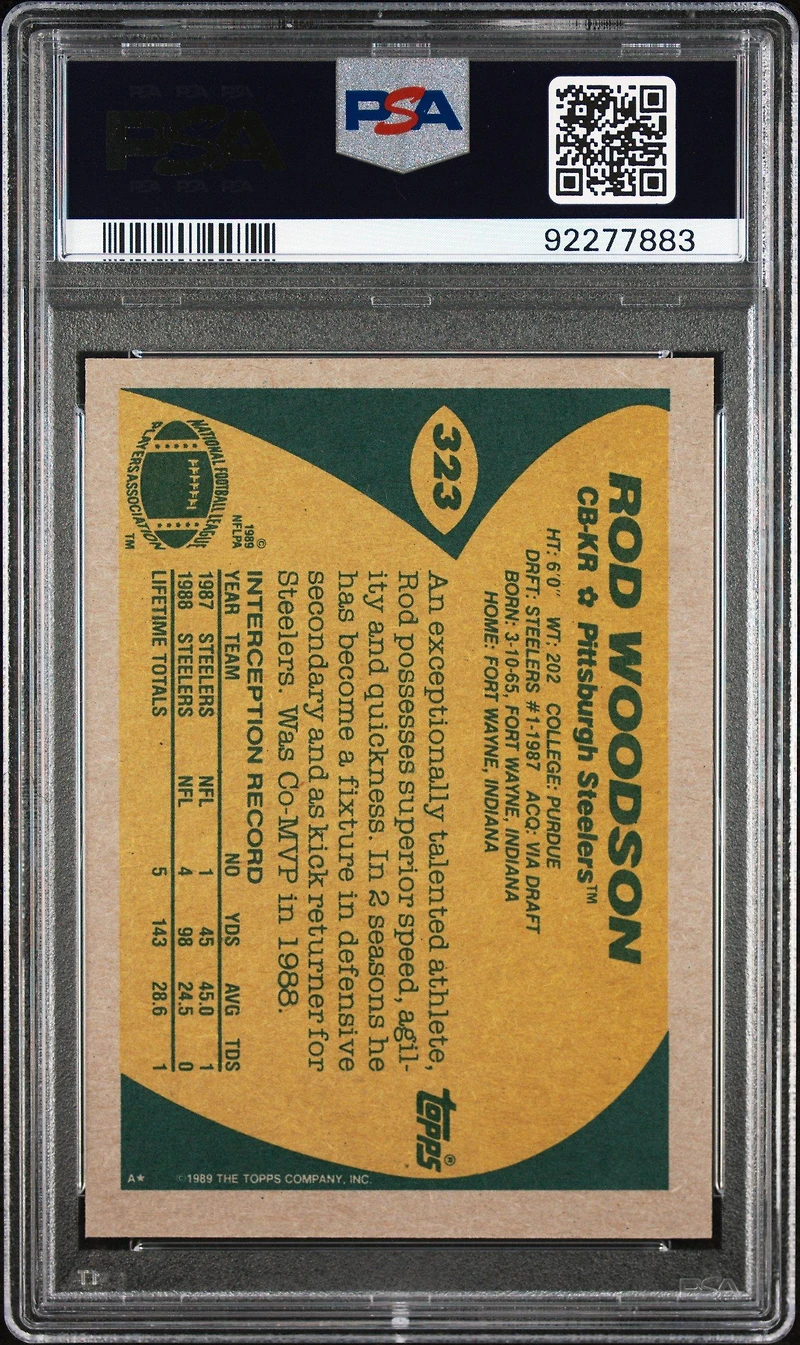 PSA
92277883
323
ROD WOODSON
CB-KR ✿ Pittsburgh Steelers™
HT: 6'0" WT: 202 COLLEGE: PURDUE
DRFT: STEELERS #1-1987 ACQ: VIA DRAFT
BORN: 3-10-65, FORT WAYNE, INDIANA
HOME: FORT WAYNE, INDIANA
An exceptionally talented athlete,
Rod possesses superior speed, agil-
ity and quickness. In 2 seasons he
has become a fixture in defensive
secondary and as kick returner for
Steelers. Was Co-MVP in 1988.
topps®
©
1989
NFLPA
NATIONAL FOOTBALL LEAGUE
PLAYERS ASSOCIATION
TM
INTERCEPTION RECORD
YEAR TEAM NO YDS AVG TDS
1987 STEELERS NFL 1 45 45.0 1
1988 STEELERS NFL 4 98 24.5 0
LIFETIME TOTALS 5 143 28.6 1
A★ ©1989 THE TOPPS COMPANY, INC.
PSA